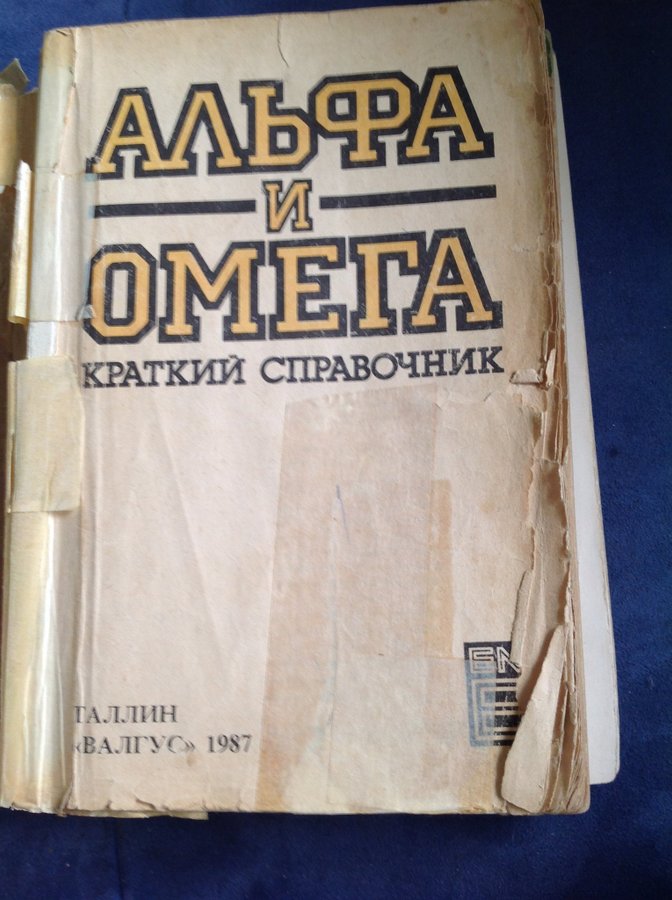 АЛЬФА
И
ОМЕГА
КРАТКИЙ СПРАВОЧНИК
ТАЛЛИН
«ВАЛГУС» 1987